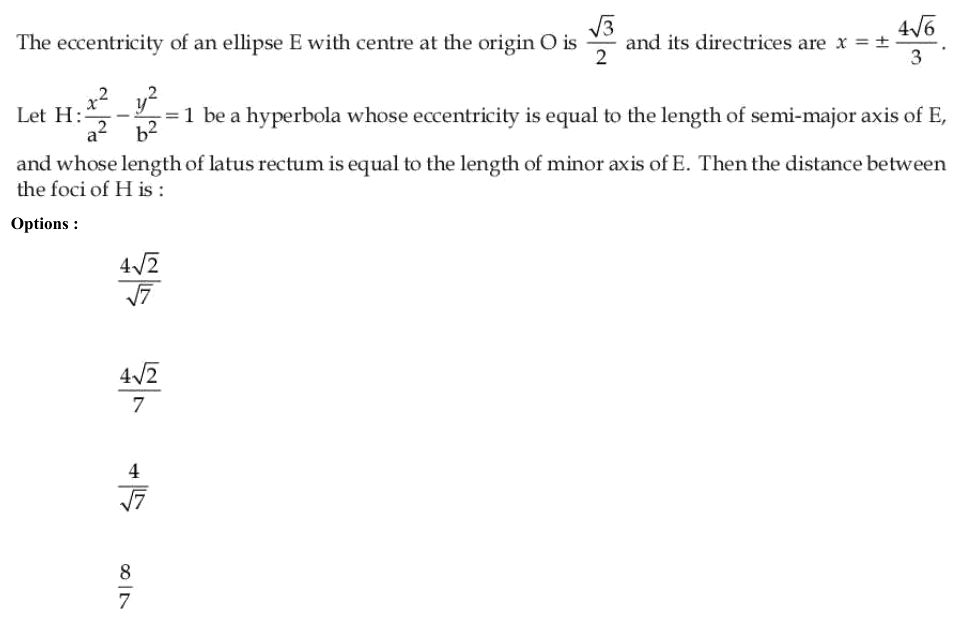 The eccentricity of an ellipse E with centre at the origin O is √3/2 and its directrices are x = ± 4√6/3.
Let H: x²/a² − y²/b² = 1 be a hyperbola whose eccentricity is equal to the length of semi-major axis of E,
and whose length of latus rectum is equal to the length of minor axis of E. Then the distance between
the foci of H is :
Options :
4√2/√7
4√2/7
4/√7
8/7